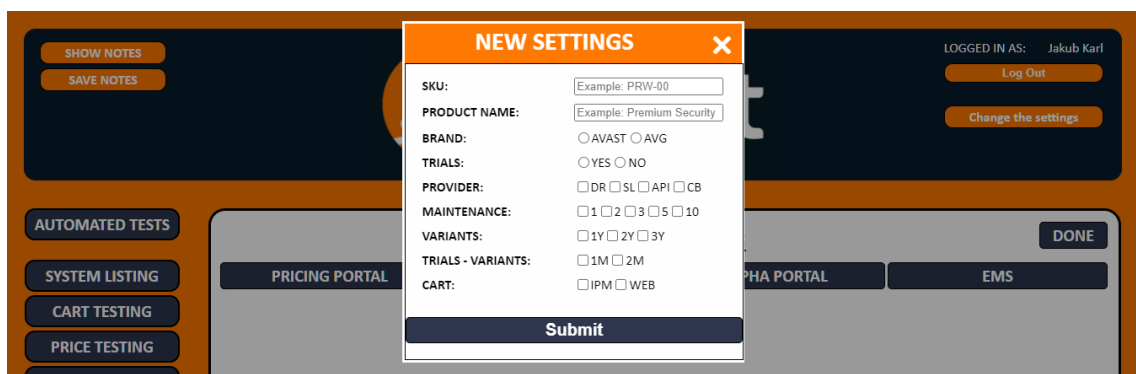 SHOW NOTES
SAVE NOTES
LOGGED IN AS: Jakub Karl
Log Out
Change the settings
NEW SETTINGS
SKU: Example: PRW-00
PRODUCT NAME: Example: Premium Security
BRAND: AVAST AVG
TRIALS: YES NO
PROVIDER: DR SL API CB
MAINTENANCE: 1 2 3 5 10
VARIANTS: 1Y 2Y 3Y
TRIALS - VARIANTS: 1M 2M
CART: IPM WEB
Submit
AUTOMATED TESTS
SYSTEM LISTING
CART TESTING
PRICE TESTING
DONE
PRICING PORTAL
PHA PORTAL
EMS